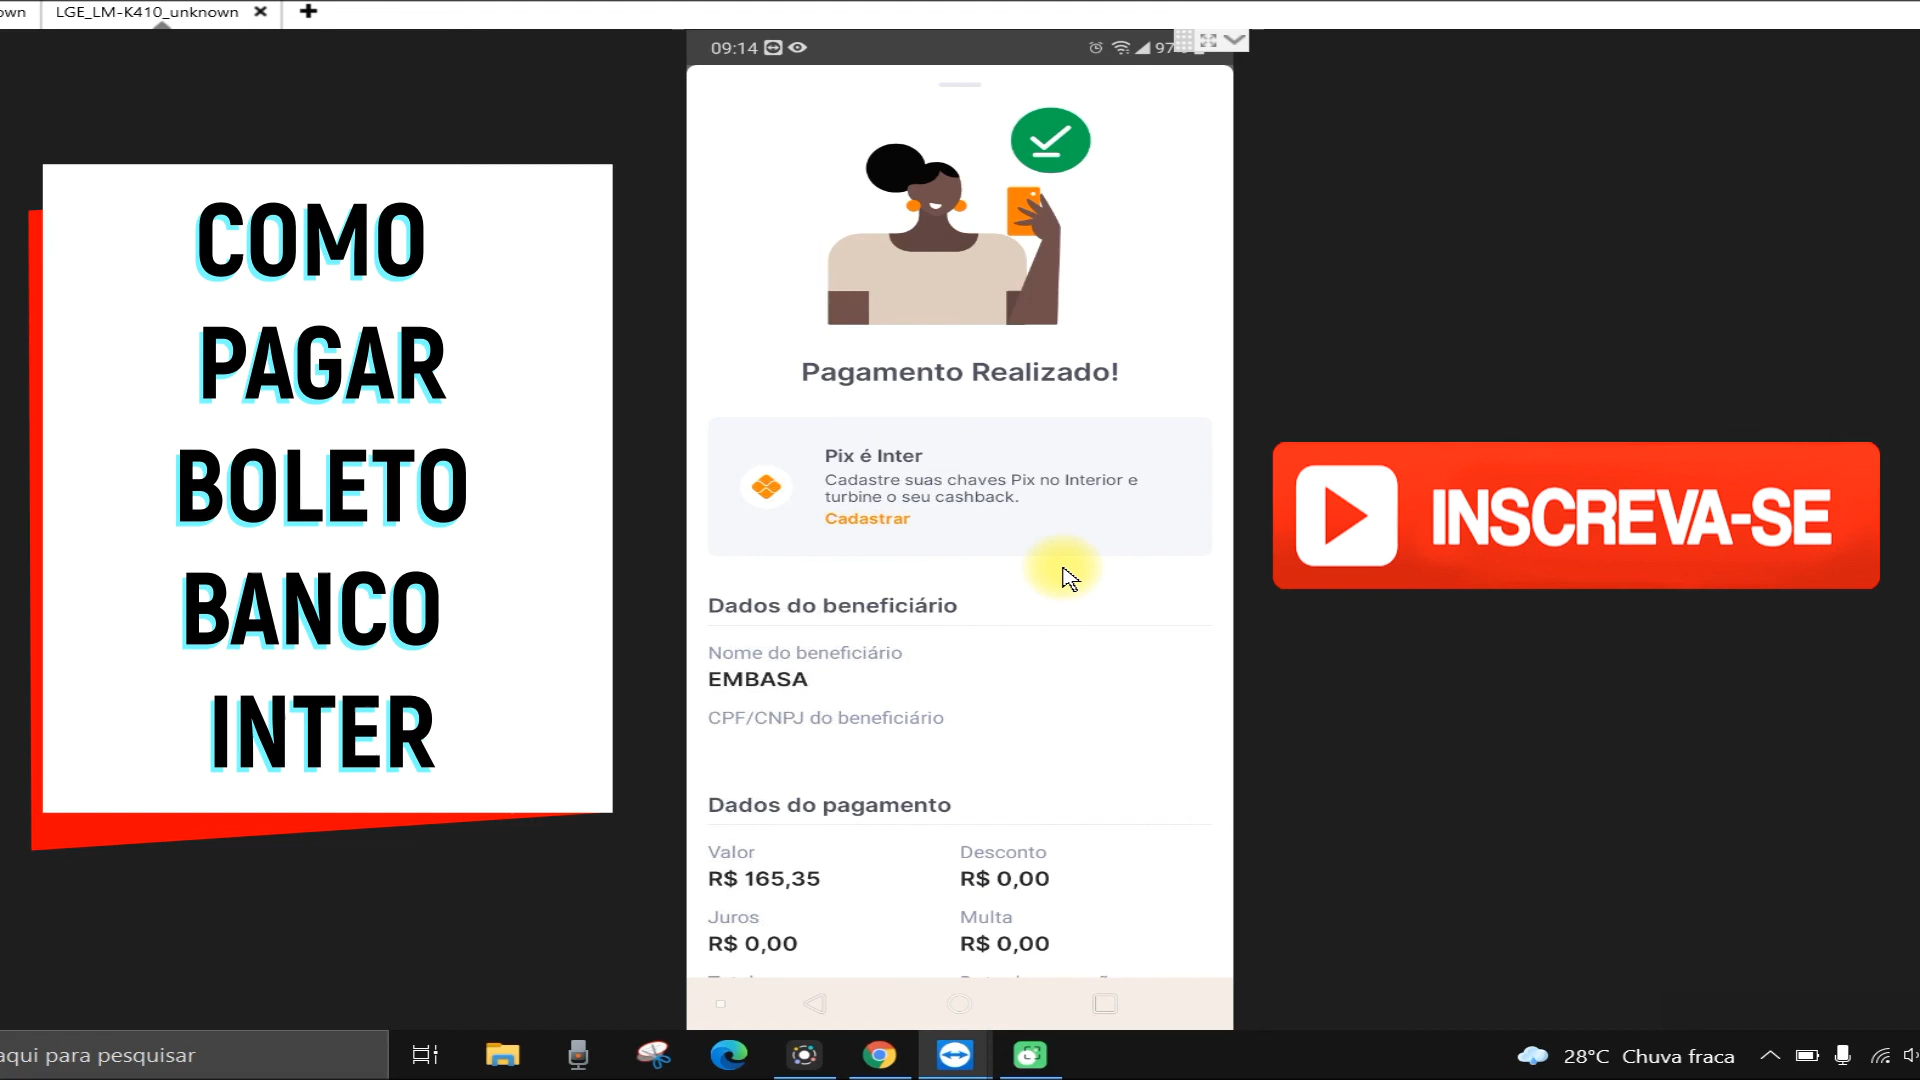 own
LGE_LM-K410_unknown
09:14
97
COMO
PAGAR
BOLETO
BANCO
INTER
Pagamento Realizado!
Pix é Inter
Cadastre suas chaves Pix no Interior e
turbine o seu cashback.
Cadastrar
INSCREVA-SE
Dados do beneficiário
Nome do beneficiário
EMBASA
CPF/CNPJ do beneficiário
Dados do pagamento
Valor Desconto
R$ 165,35 R$ 0,00
Juros Multa
R$ 0,00 R$ 0,00
aqui para pesquisar
28°C Chuva fraca